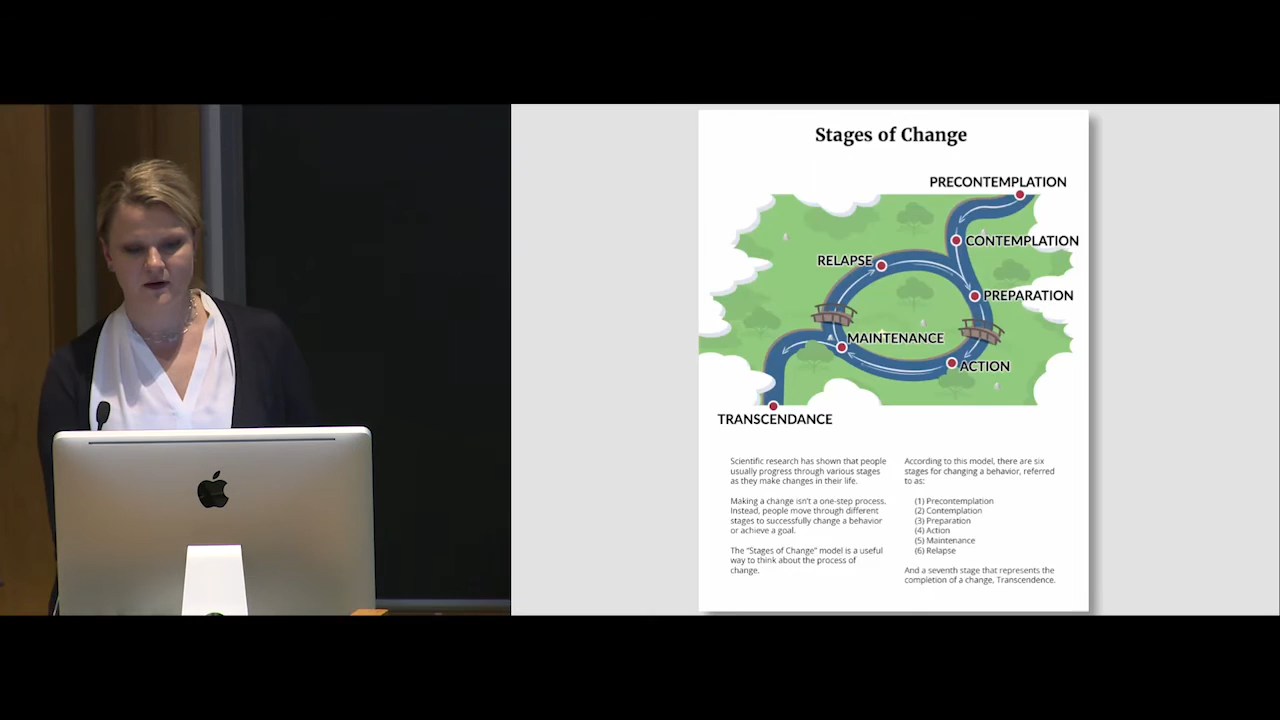 Stages of Change
PRECONTEMPLATION
CONTEMPLATION
RELAPSE
PREPARATION
MAINTENANCE
ACTION
TRANSCENDANCE
Scientific research has shown that people
usually progress through various stages
as they make changes in their life.
Making a change isn't a one-step process.
Instead, people move through different
stages to successfully change a behavior
or achieve a goal.
The "Stages of Change" model is a useful
way to think about the process of
change.
According to this model, there are six
stages for changing a behavior, referred
to as:
(1) Precontemplation
(2) Contemplation
(3) Preparation
(4) Action
(5) Maintenance
(6) Relapse
And a seventh stage that represents the
completion of a change, Transcendence.